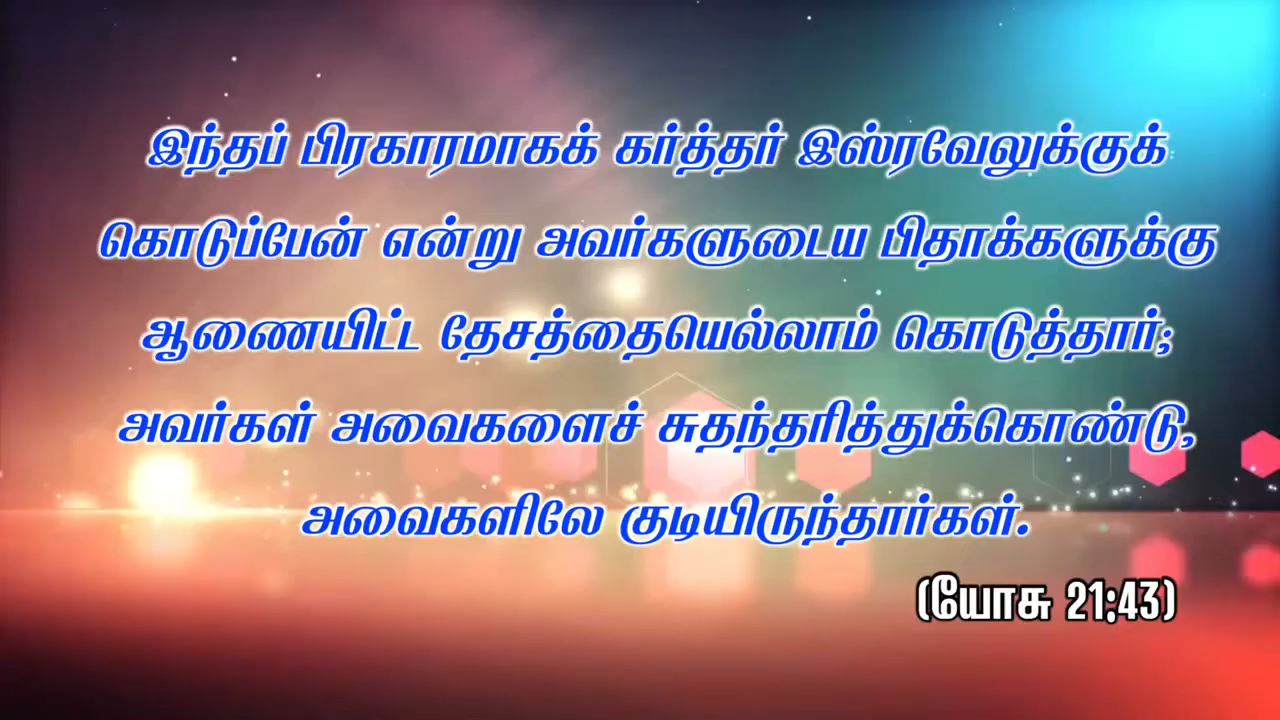 இந்தப் பிரகாரமாகக் கர்த்தர் இஸ்ரவேலுக்குக்
கொடுப்பேன் என்று அவர்களுடைய பிதாக்களுக்கு
ஆணையிட்ட தேசத்தையெல்லாம் கொடுத்தார்;
அவர்கள் அவைகளைச் சுதந்தரித்துக்கொண்டு,
அவைகளிலே குடியிருந்தார்கள்.
(யோசு 21:43)